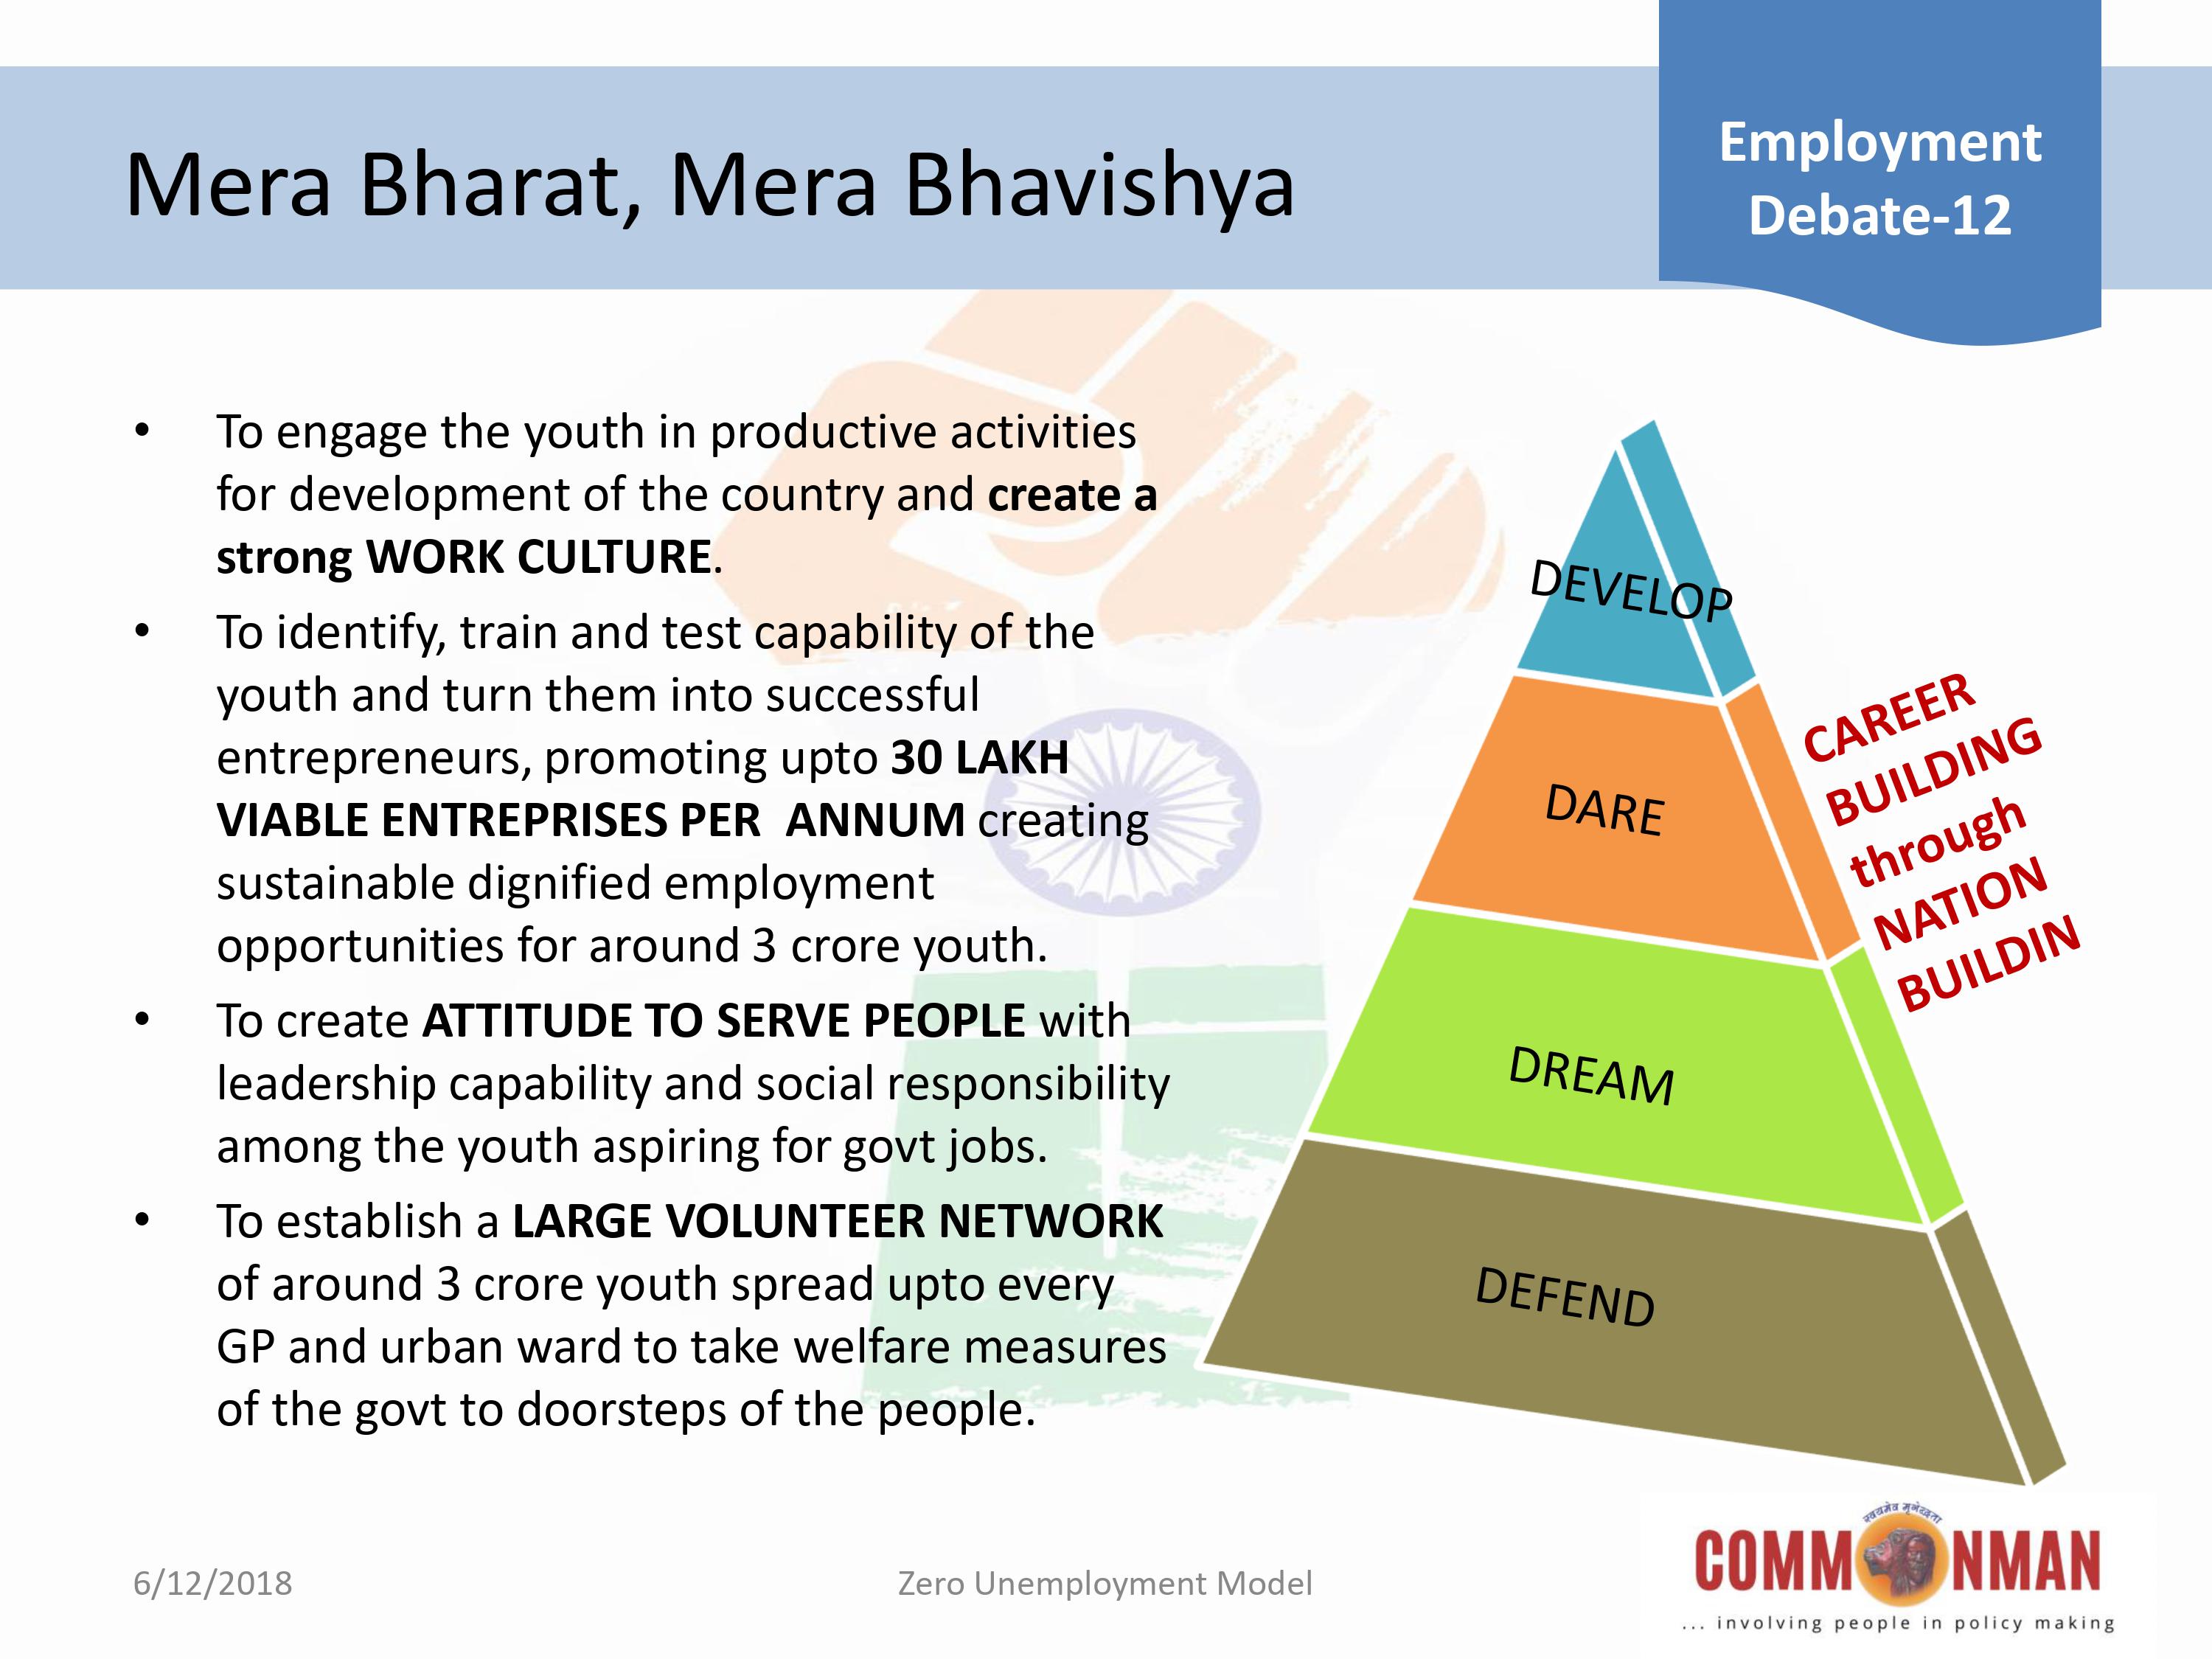 Mera Bharat, Mera Bhavishya
Employment
Debate-12
• To engage the youth in productive activities
for development of the country and create a
strong WORK CULTURE.
• To identify, train and test capability of the
youth and turn them into successful
entrepreneurs, promoting upto 30 LAKH
VIABLE ENTREPRISES PER  ANNUM creating
sustainable dignified employment
opportunities for around 3 crore youth.
• To create ATTITUDE TO SERVE PEOPLE with
leadership capability and social responsibility
among the youth aspiring for govt jobs.
• To establish a LARGE VOLUNTEER NETWORK
of around 3 crore youth spread upto every
GP and urban ward to take welfare measures
of the govt to doorsteps of the people.
DEVELOP
DARE
DREAM
DEFEND
CAREER
BUILDING
through
NATION
BUILDIN
6/12/2018
Zero Unemployment Model
स्वयमेव मृगेन्द्रता
COMMONMAN
... involving people in policy making